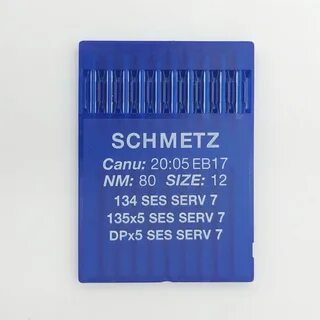 SCHMETZ
Canu: 20:05 EB17
NM: 80 SIZE: 12
134 SES SERV 7
135x5 SES SERV 7
DPx5 SES SERV 7